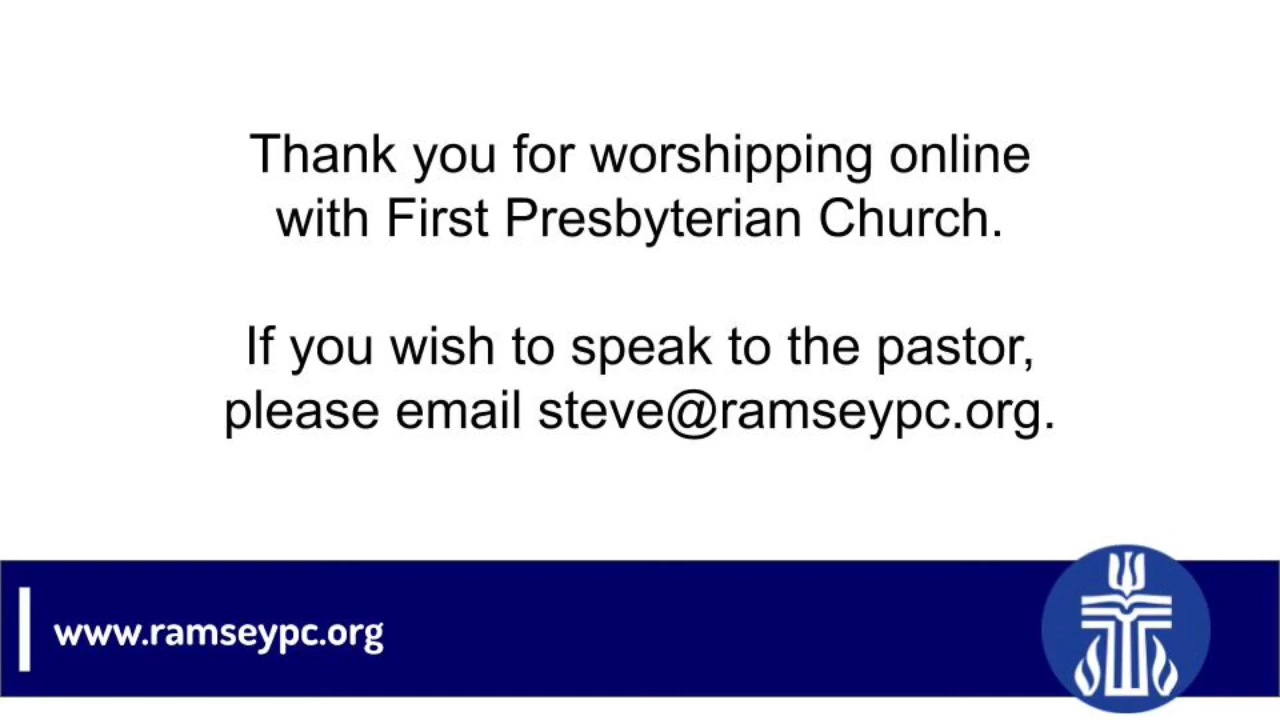 Thank you for worshipping online
with First Presbyterian Church.
If you wish to speak to the pastor,
please email steve@ramseypc.org.
www.ramseypc.org